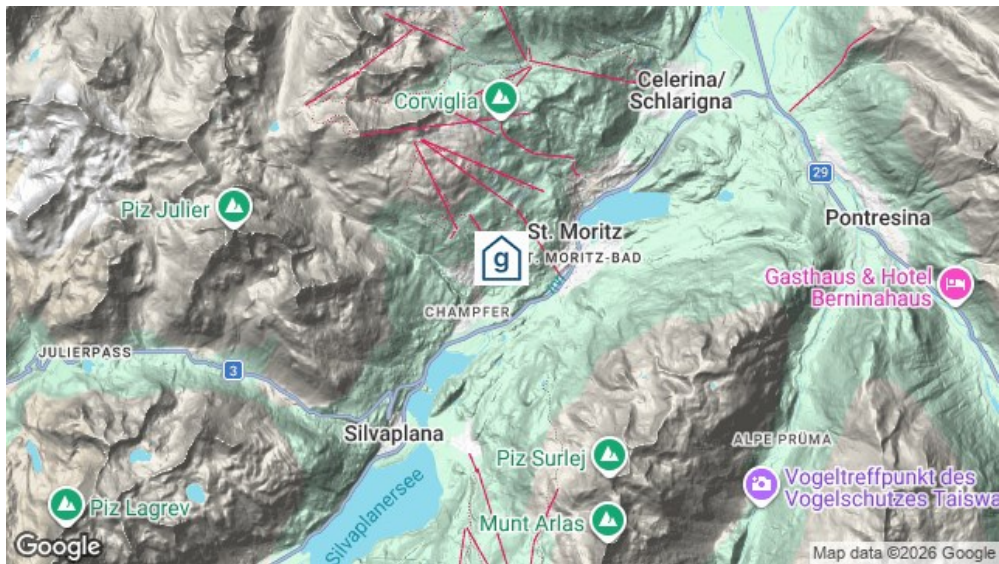 Celerina/
Schlarigna
Corviglia
29
Piz Julier
Pontresina
St. Moritz
T. MORITZ-BAD
g
Gasthaus & Hotel
Berninahaus
CHAMPFER
JULIERPASS
3
Silvaplana
ALPE PRÜMA
Piz Surlej
Vogeltreffpunkt des
Vogelschutzes Taiswa
Silvaplanersee
Piz Lagrev
Munt Arlas
Google
Map data ©2026 Google